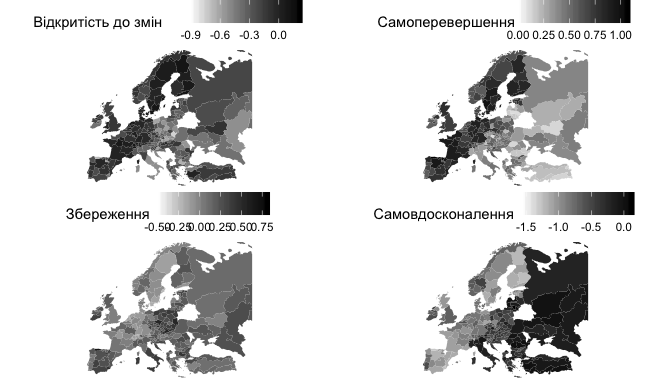 Відкритість до змін
-0.9 -0.6 -0.3 0.0
Самоперевершення
0.00 0.25 0.50 0.75 1.00
Збереження
-0.50 -0.25 0.00 0.25 0.50 0.75
Самовдосконалення
-1.5 -1.0 -0.5 0.0